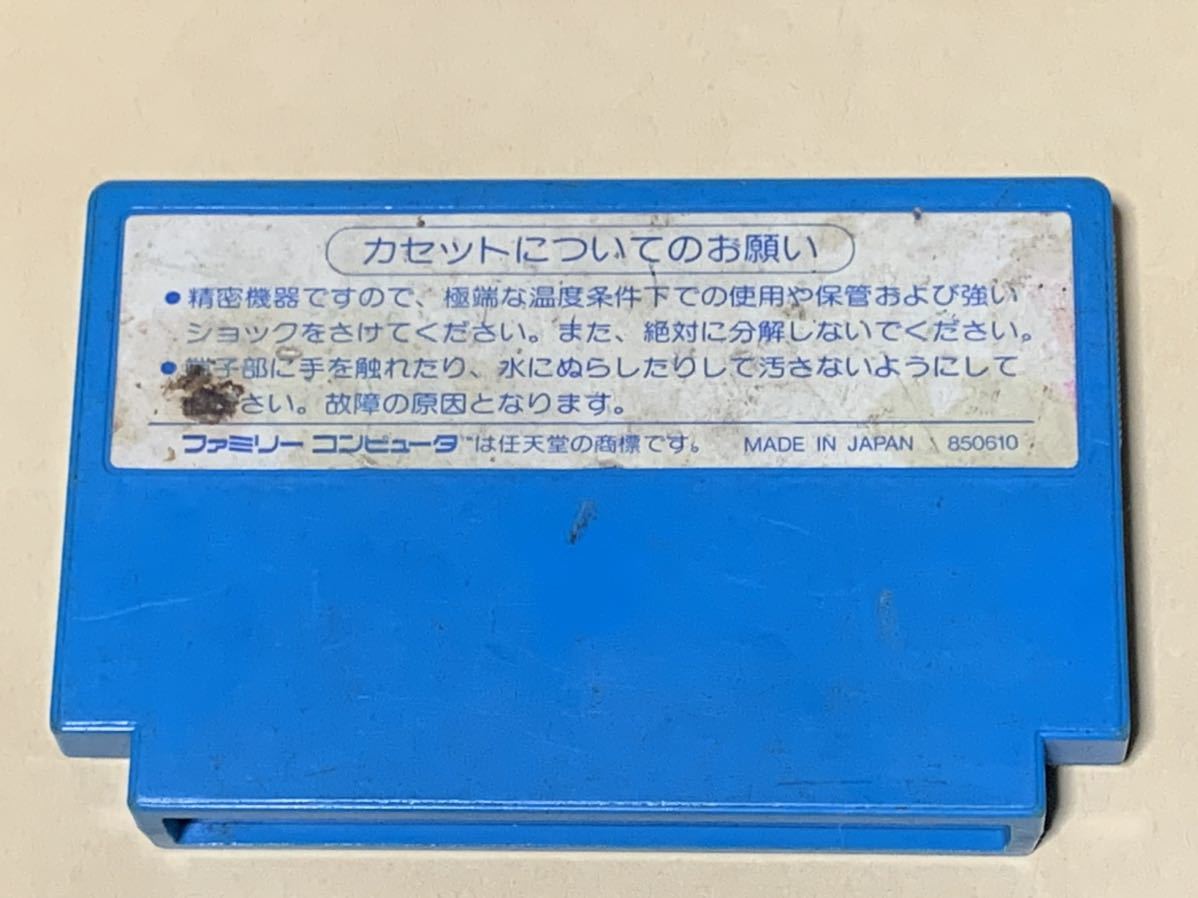 カセットについてのお願い
●精密機器ですので、極端な温度条件下での使用や保管および強い
ショックをさけてください。また、絶対に分解しないでください。
●端子部に手を触れたり、水にぬらしたりして汚さないようにして
ください。故障の原因となります。
ファミリー コンピュータ™は任天堂の商標です。 MADE IN JAPAN 850610